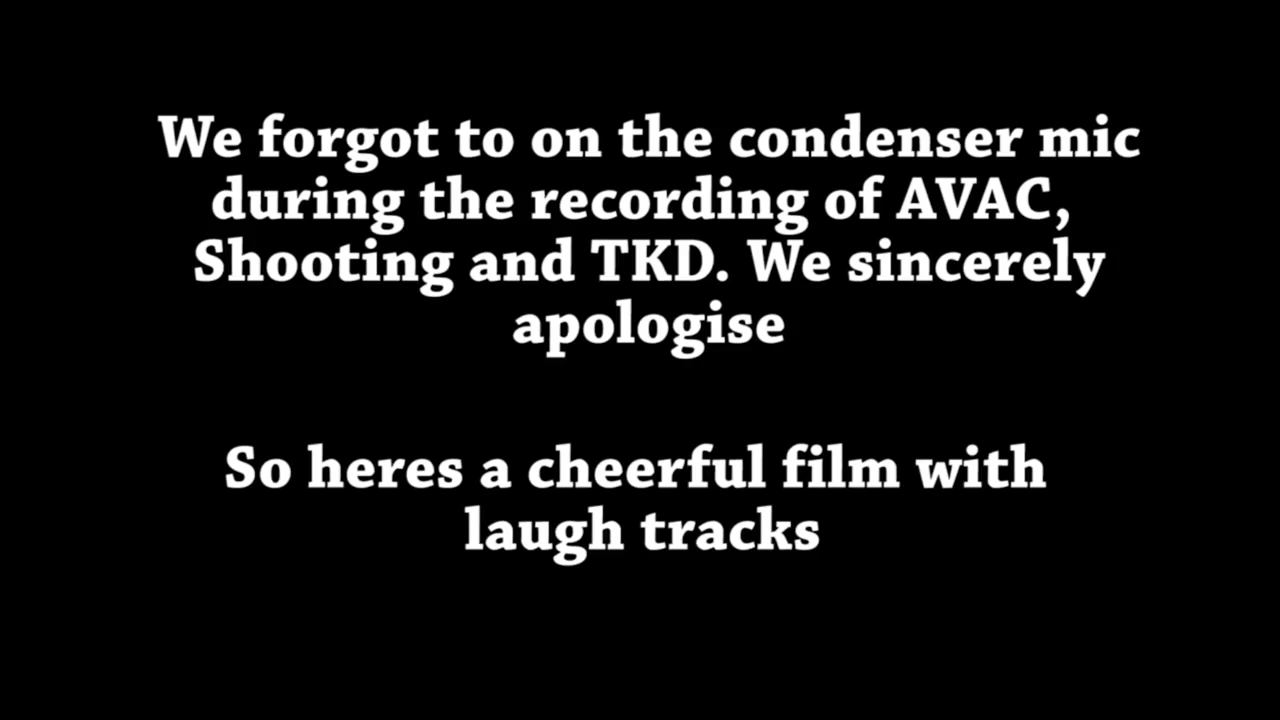 We forgot to on the condenser mic
during the recording of AVAC,
Shooting and TKD. We sincerely
apologise
So heres a cheerful film with
laugh tracks